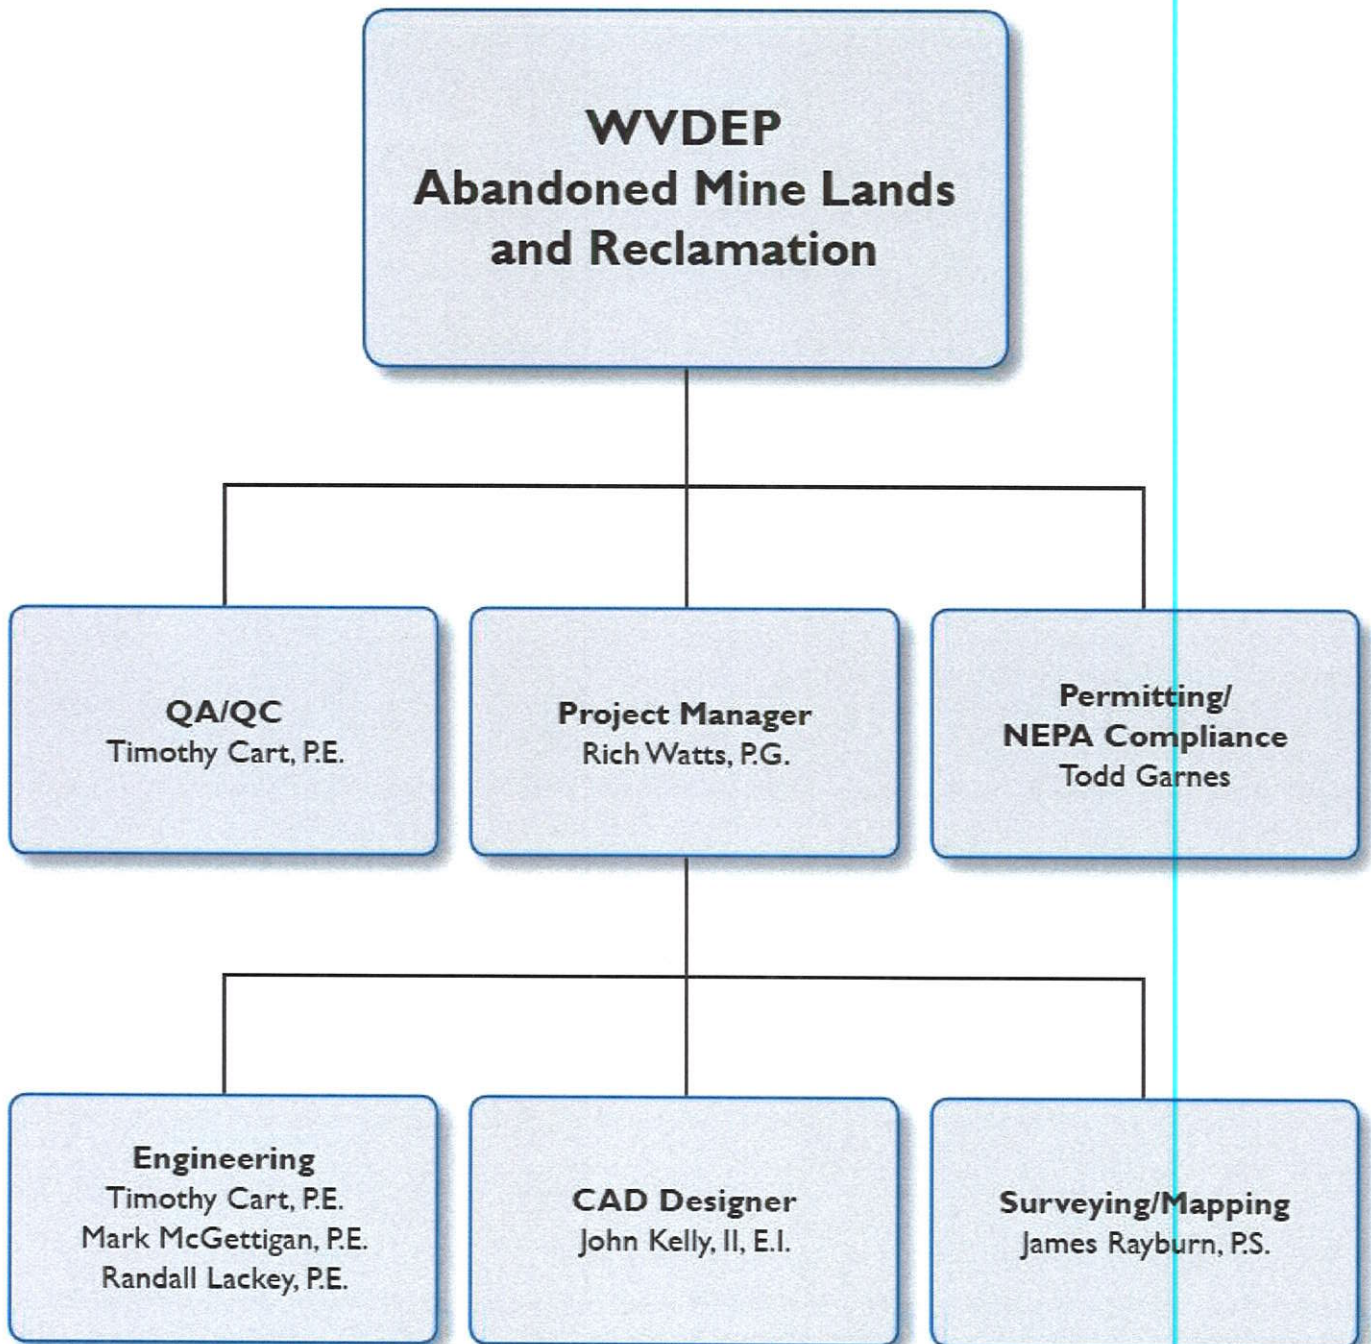 WVDEP
Abandoned Mine Lands
and Reclamation
QA/QC
Timothy Cart, P.E.
Project Manager
Rich Watts, P.G.
Permitting/
NEPA Compliance
Todd Garnes
Engineering
Timothy Cart, P.E.
Mark McGettigan, P.E.
Randall Lackey, P.E.
CAD Designer
John Kelly, II, E.I.
Surveying/Mapping
James Rayburn, P.S.